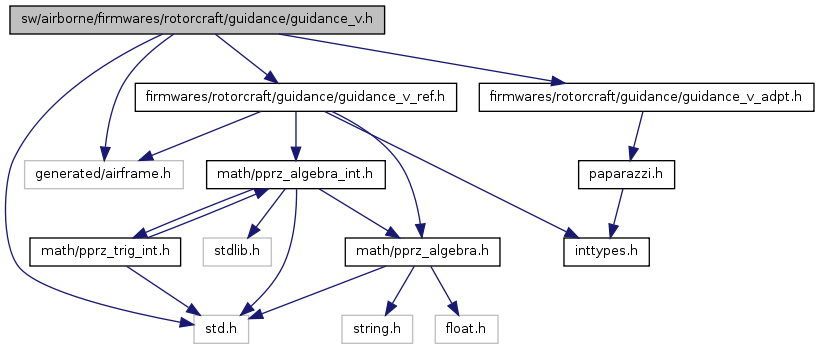 sw/airborne/firmwares/rotorcraft/guidance/guidance_v.h
firmwares/rotorcraft/guidance/guidance_v_ref.h
firmwares/rotorcraft/guidance/guidance_v_adpt.h
generated/airframe.h
math/pprz_algebra_int.h
paparazzi.h
math/pprz_trig_int.h
stdlib.h
math/pprz_algebra.h
inttypes.h
std.h
string.h
float.h